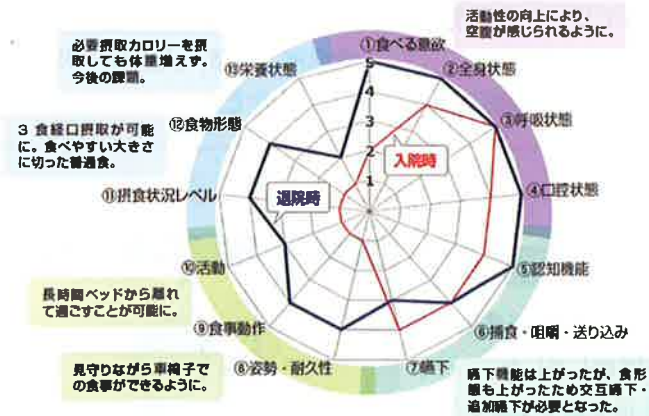 活動性の向上により、
空腹が感じられるように。
必要摂取カロリーを摂
取しても体重増えず。
今後の課題。
①食べる意欲
②全身状態
⑬栄養状態
③呼吸状態
⑫食物形態
3 食経口摂取が可能
に。食べやすい大きさ
に切った普通食。
5
4
3
2
1
入院時
退院時
④口腔状態
⑪摂食状況レベル
⑤認知機能
⑩活動
長時間ベッドから離れ
て過ごすことが可能に。
⑨食事動作
⑥捕食・咀嚼・送り込み
⑧姿勢・耐久性
⑦嚥下
見守りながら車椅子で
の食事ができるように。
嚥下機能は上がったが、食形
態も上がったため交互嚥下・
追加嚥下が必要となった。